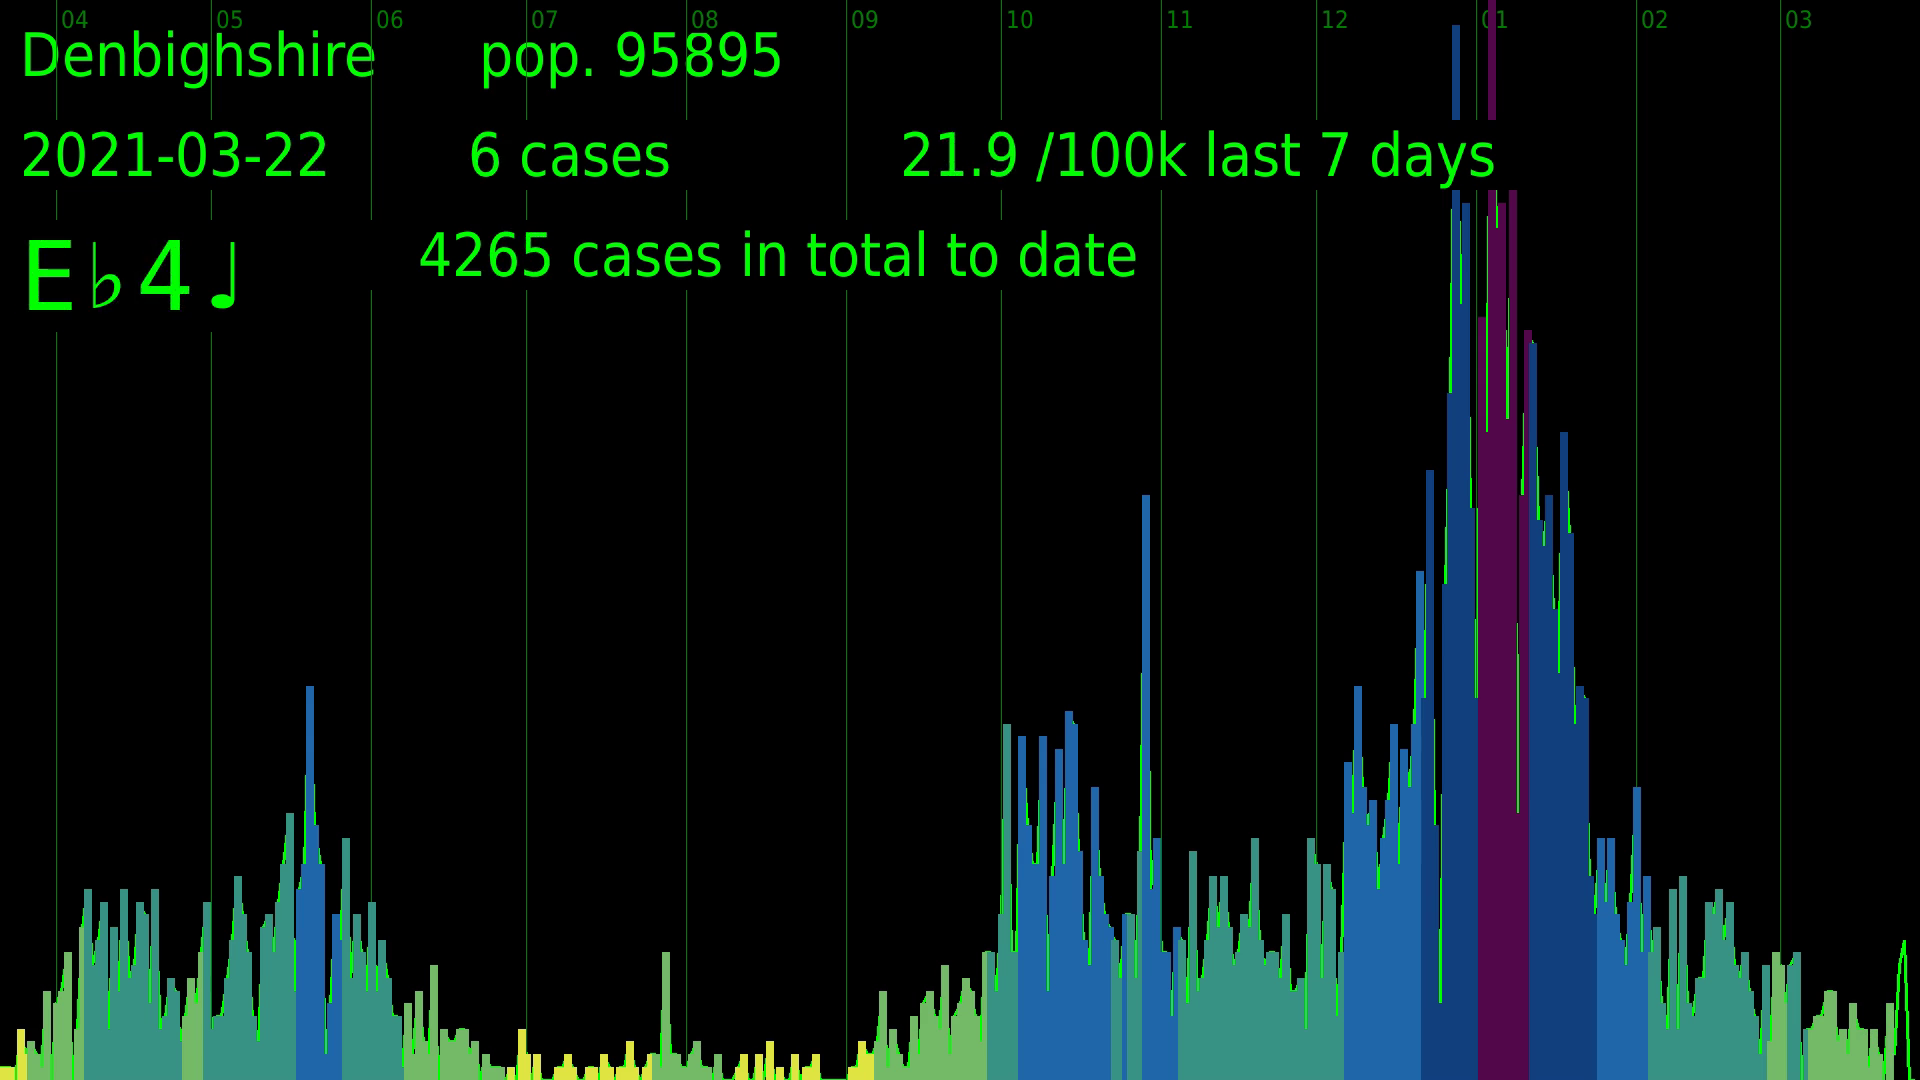 04 05 06 07 08 09 10 11 12 01 02 03
Denbighshire pop. 95895
2021-03-22 6 cases 21.9 /100k last 7 days
E♭4♩ 4265 cases in total to date